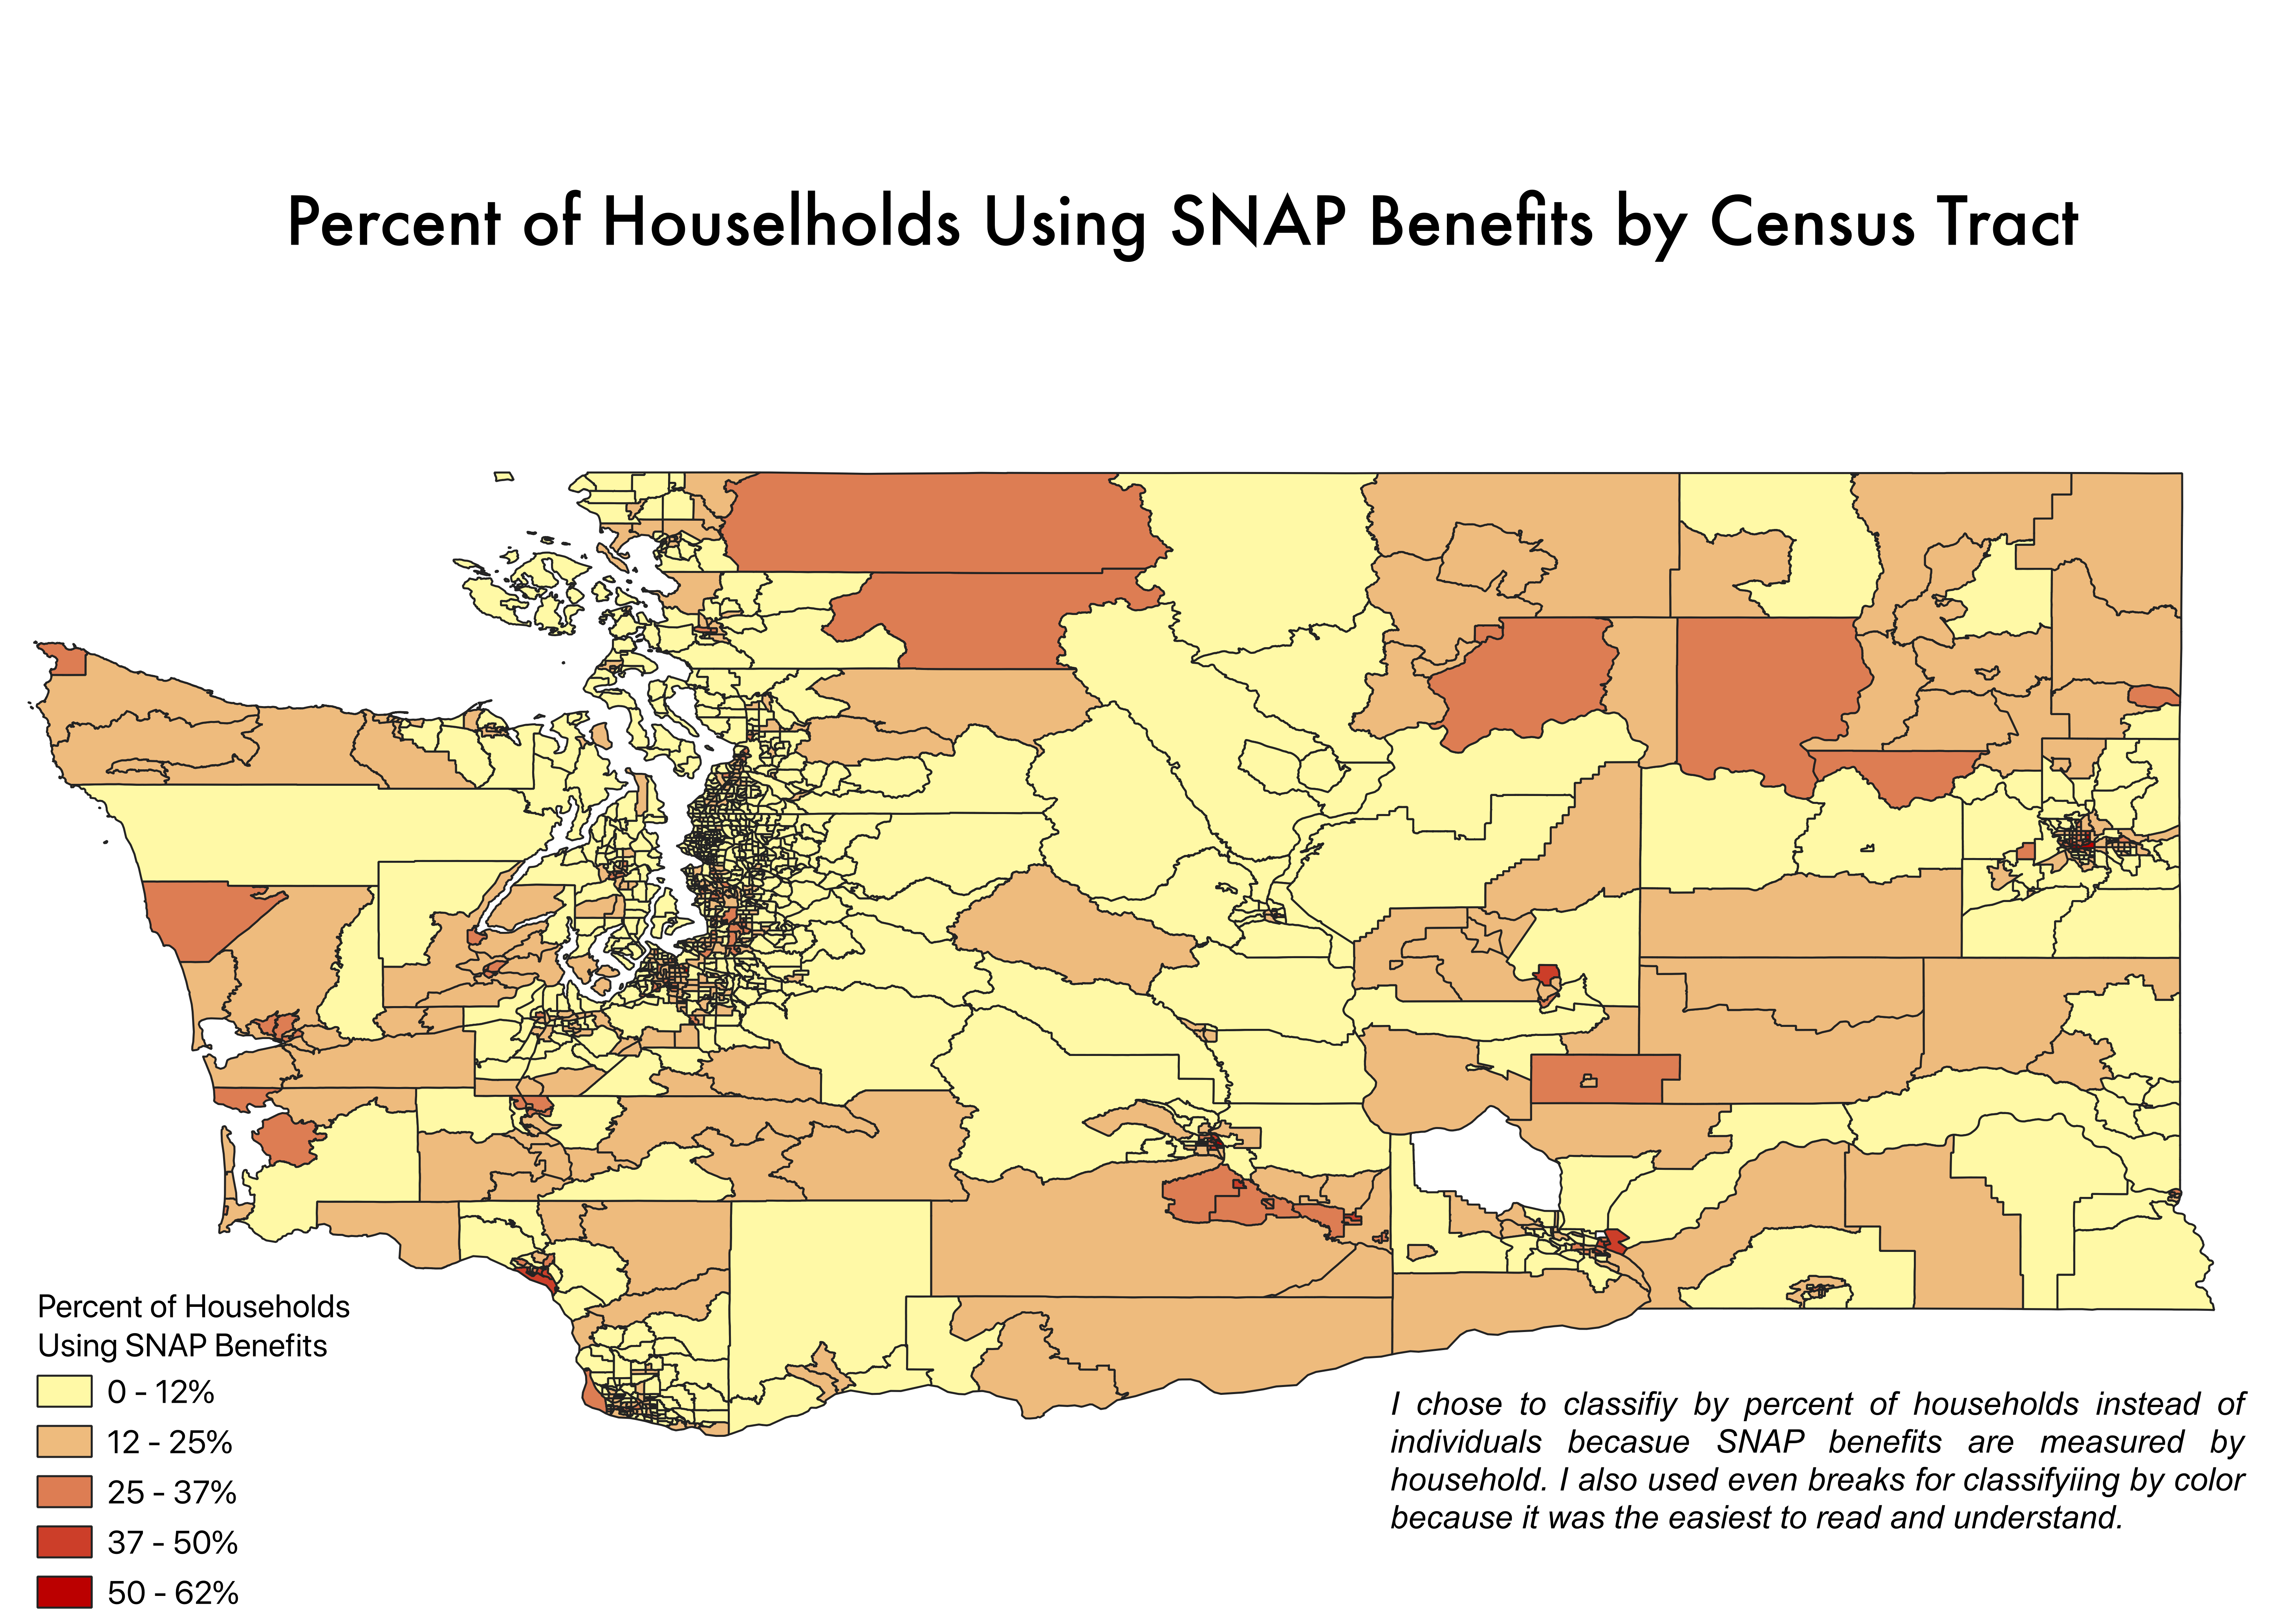 Percent of Houselholds Using SNAP Benefits by Census Tract
Percent of Households
Using SNAP Benefits
0 - 12%
12 - 25%
25 - 37%
37 - 50%
50 - 62%
I chose to classifiy by percent of households instead of
individuals becasue SNAP benefits are measured by
household. I also used even breaks for classifyiing by color
because it was the easiest to read and understand.